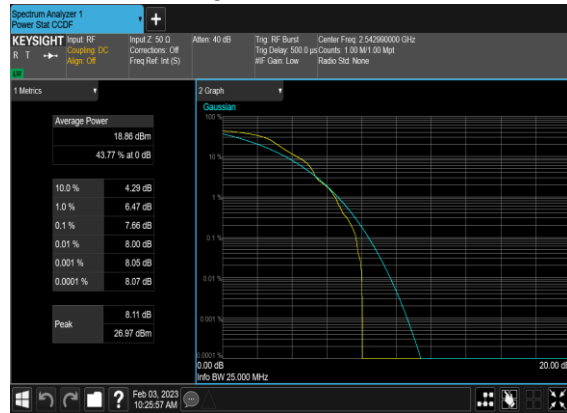 Spectrum Analyzer 1
Power Stat CCDF
KEYSIGHT
R T
LV
Input: RF
Coupling: DC
Align: Off
Input Z: 50 Ω
Corrections: Off
Freq Ref: Int (S)
Atten: 40 dB
Trig: RF Burst
Trig Delay: 500.0 µs
#IF Gain: Low
Center Freq: 2.542990000 GHz
Counts: 1.00 M/1.00 Mpt
Radio Std: None
1 Metrics
Average Power
18.86 dBm
43.77 % at 0 dB
10.0 % 4.29 dB
1.0 % 6.47 dB
0.1 % 7.66 dB
0.01 % 8.00 dB
0.001 % 8.05 dB
0.0001 % 8.07 dB
Peak
8.11 dB
26.97 dBm
2 Graph
Gaussian
100 %
10 %
1 %
0.1 %
0.01 %
0.001 %
0.0001 %
0.00 dB
20.00 d
Info BW 25.000 MHz
?
Feb 03, 2023
10:25:57 AM